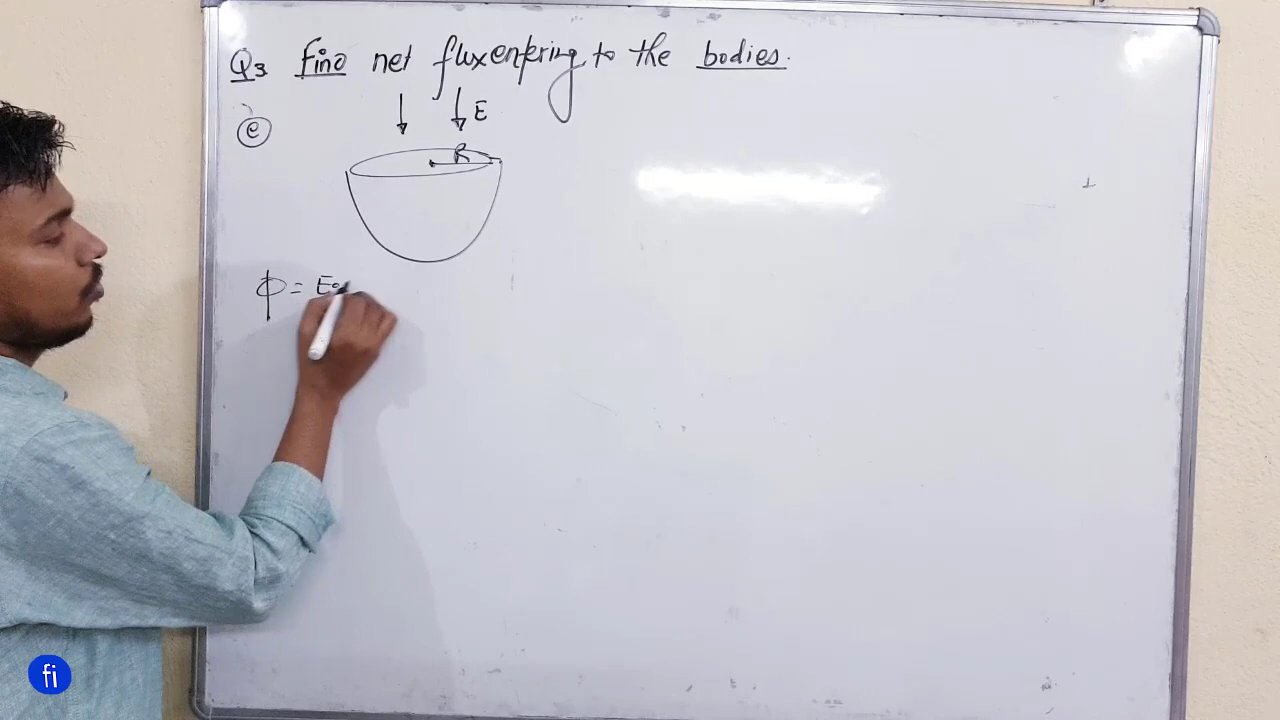 Q3 Find net flux entering to the bodies.
E
e
R
ϕ = E
fi